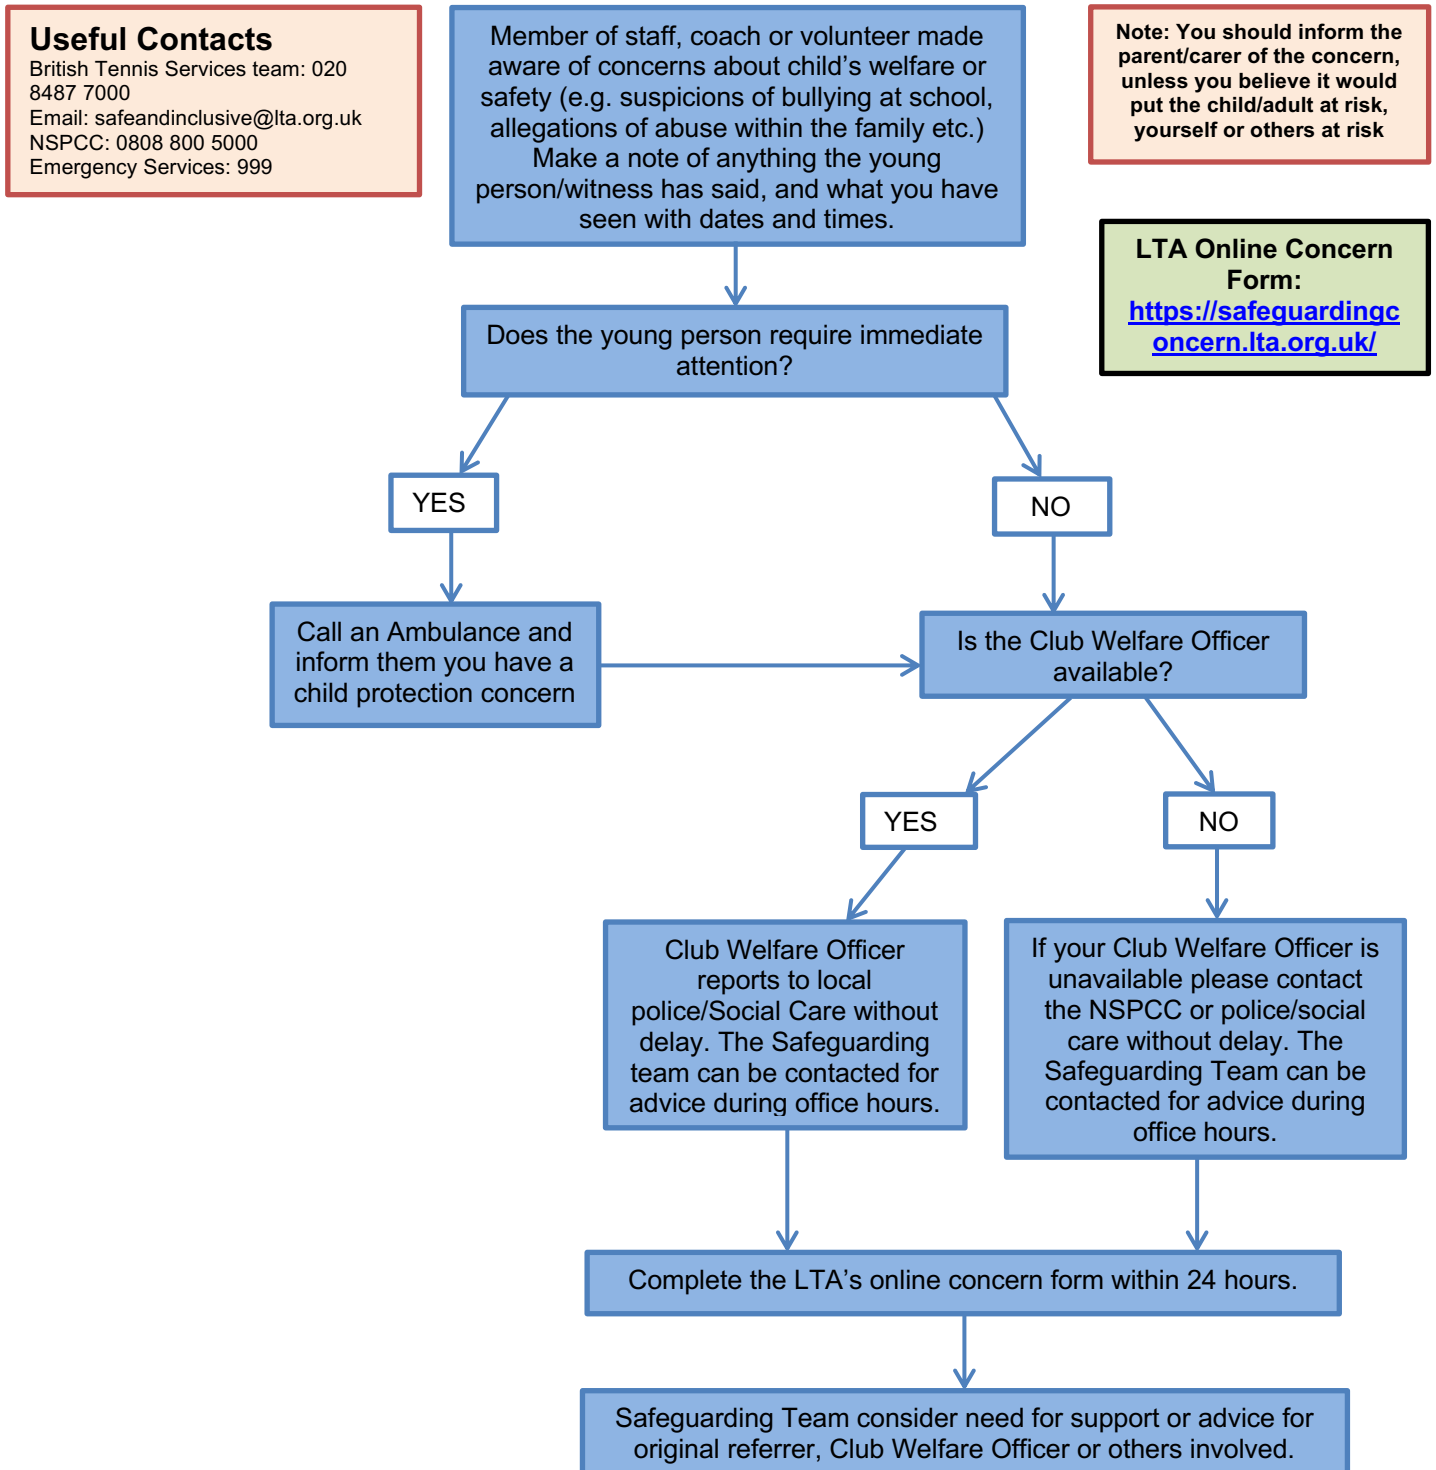 Useful Contacts
British Tennis Services team: 020
8487 7000
Email: safeandinclusive@lta.org.uk
NSPCC: 0808 800 5000
Emergency Services: 999
Member of staff, coach or volunteer made
aware of concerns about child’s welfare or
safety (e.g. suspicions of bullying at school,
allegations of abuse within the family etc.)
Make a note of anything the young
person/witness has said, and what you have
seen with dates and times.
Note: You should inform the
parent/carer of the concern,
unless you believe it would
put the child/adult at risk,
yourself or others at risk
LTA Online Concern
Form:
https://safeguardingc
oncern.lta.org.uk/
Does the young person require immediate
attention?
YES
NO
Call an Ambulance and
inform them you have a
child protection concern
Is the Club Welfare Officer
available?
YES
NO
Club Welfare Officer
reports to local
police/Social Care without
delay. The Safeguarding
team can be contacted for
advice during office hours.
If your Club Welfare Officer is
unavailable please contact
the NSPCC or police/social
care without delay. The
Safeguarding Team can be
contacted for advice during
office hours.
Complete the LTA’s online concern form within 24 hours.
Safeguarding Team consider need for support or advice for
original referrer, Club Welfare Officer or others involved.